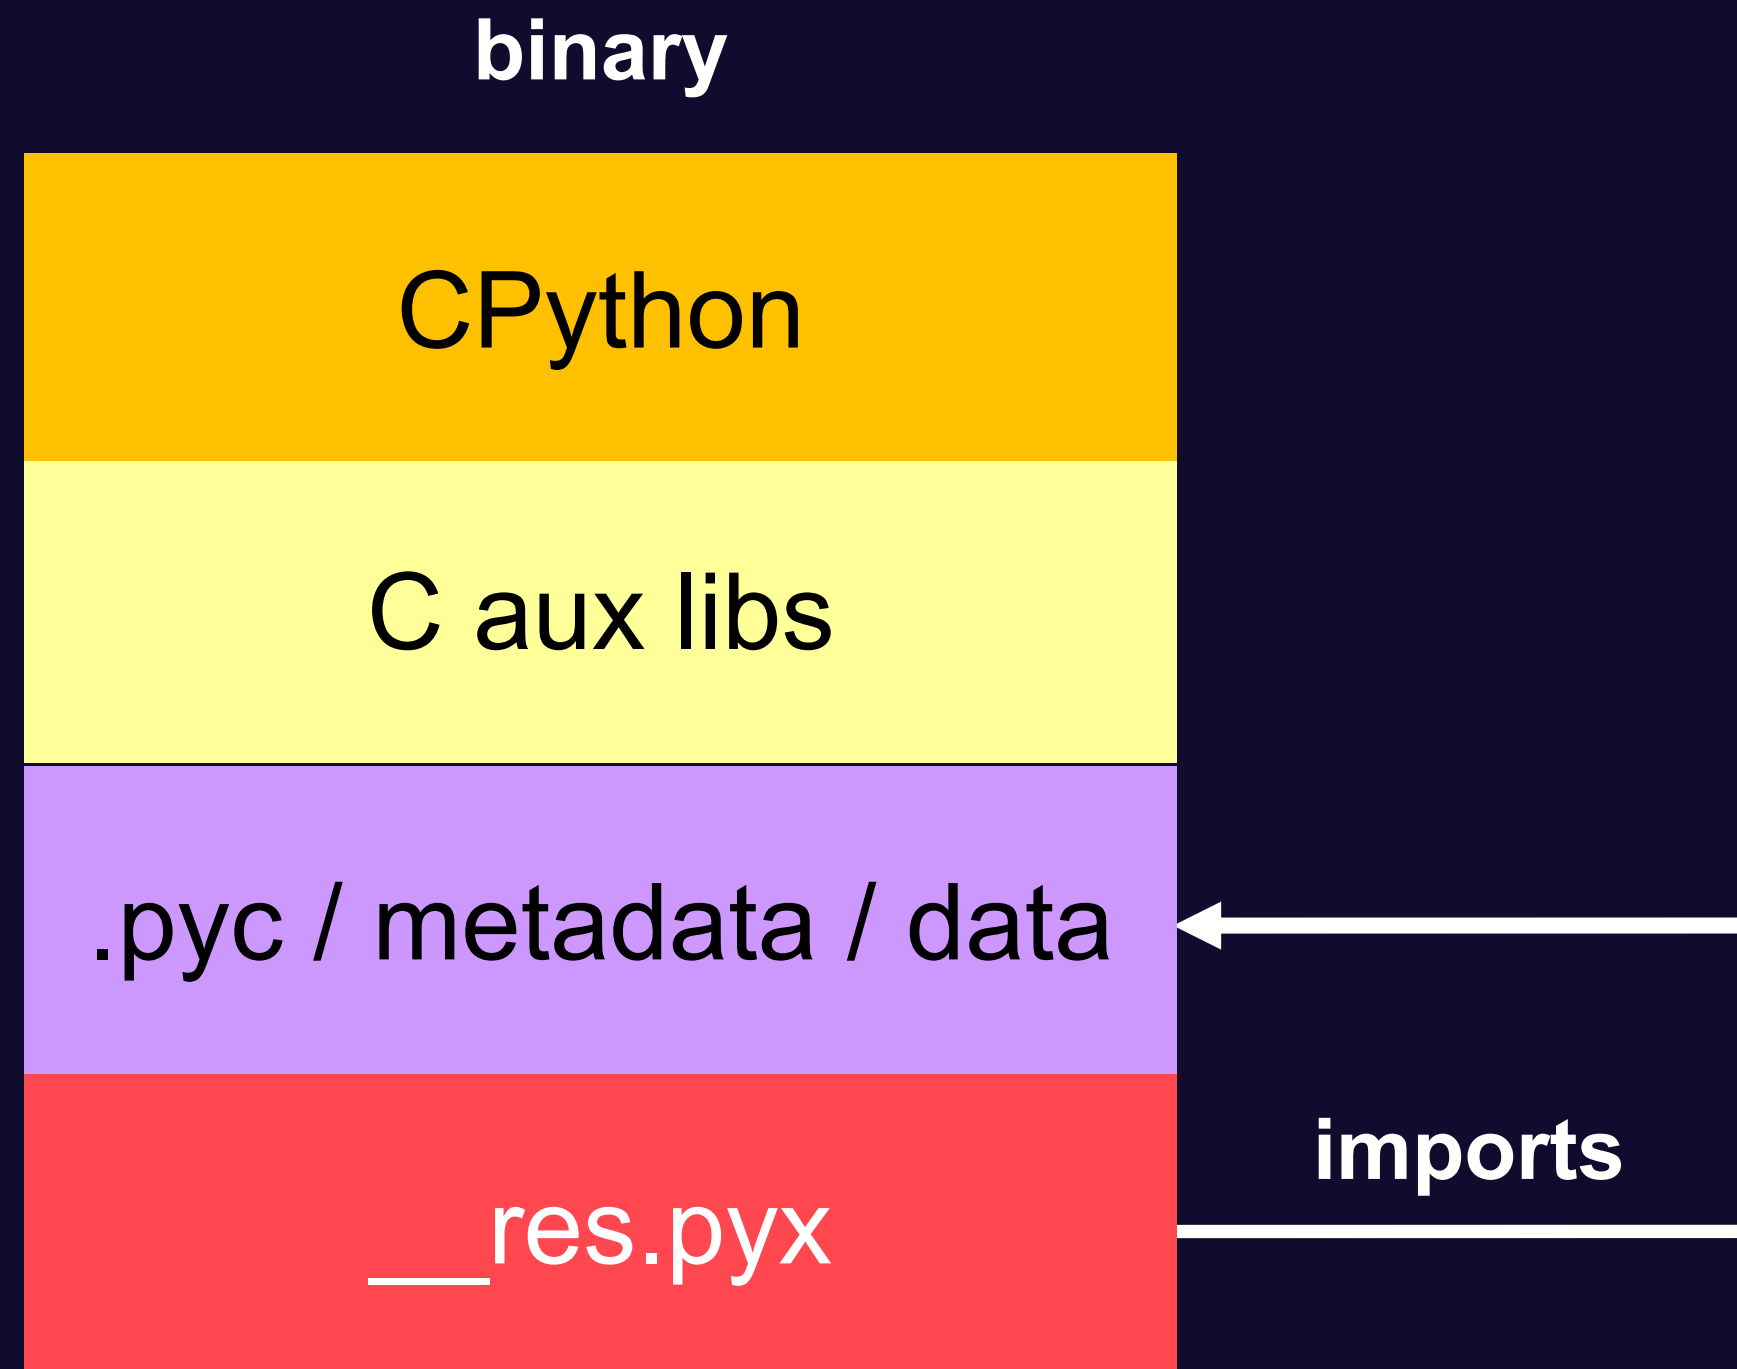 binary
CPython
C aux libs
.pyc / metadata / data
imports
__res.pyx